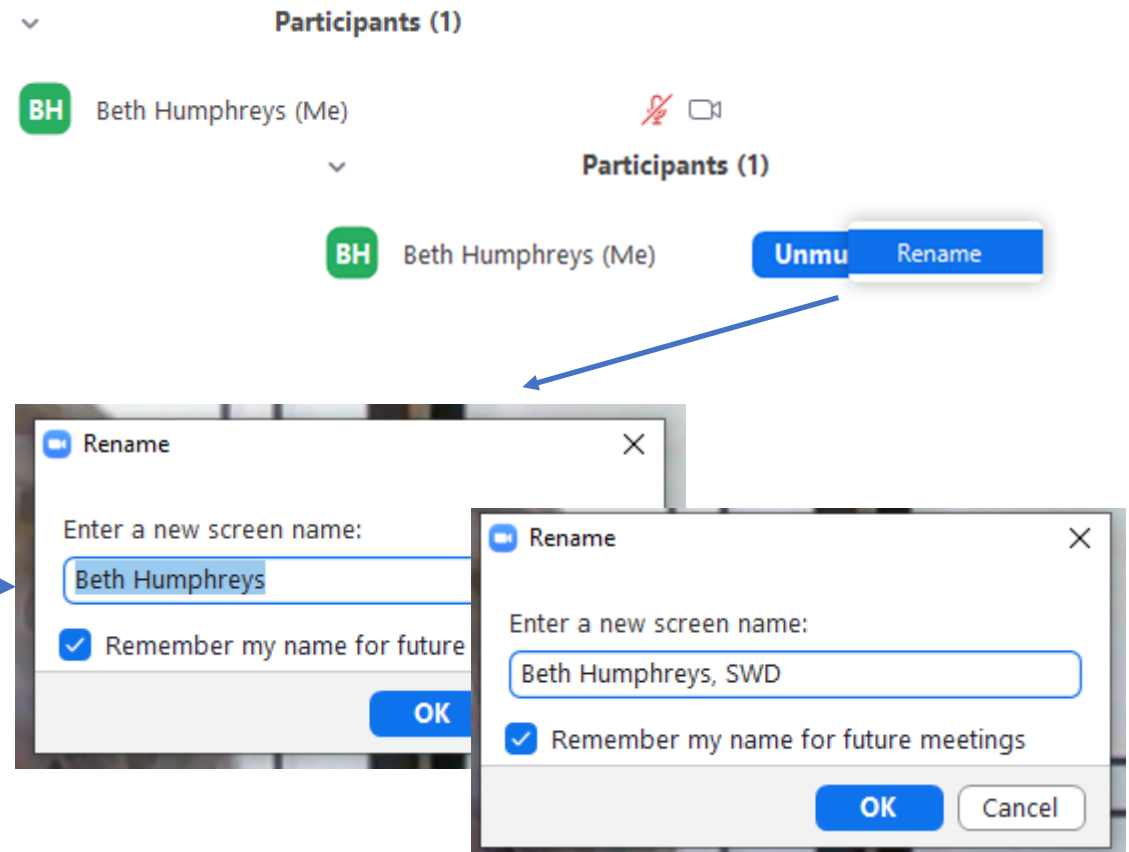 Participants (1)
BH Beth Humphreys (Me)
Participants (1)
BH Beth Humphreys (Me) Unmu Rename
Rename
Enter a new screen name:
Beth Humphreys
Remember my name for future
OK
Rename
Enter a new screen name:
Beth Humphreys, SWD
Remember my name for future meetings
OK Cancel